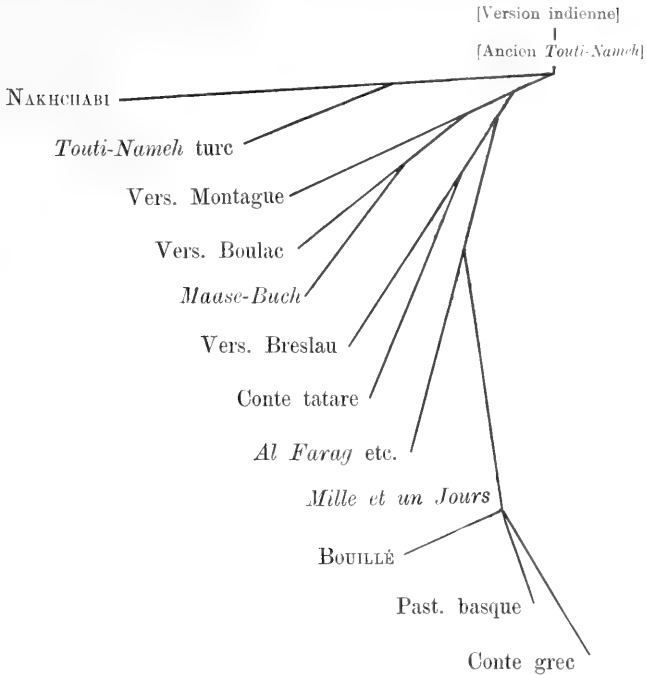 [Version indienne]
[Ancien Touti-Nameh]
NAKHCHABI
Touti-Nameh turc
Vers. Montague
Vers. Boulac
Maase-Buch
Vers. Breslau
Conte tatare
Al Farag etc.
Mille et un Jours
BOUILLÉ
Past. basque
Conte grec